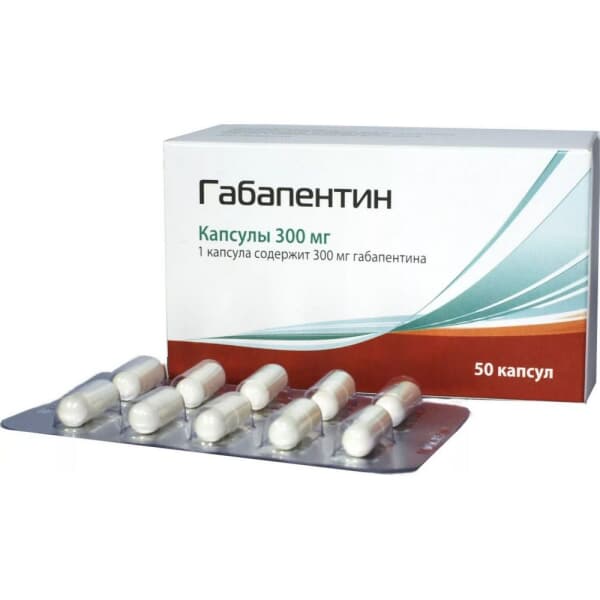 Габапентин
Капсулы 300 мг
1 капсула содержит 300 мг габапентина
50 капсул